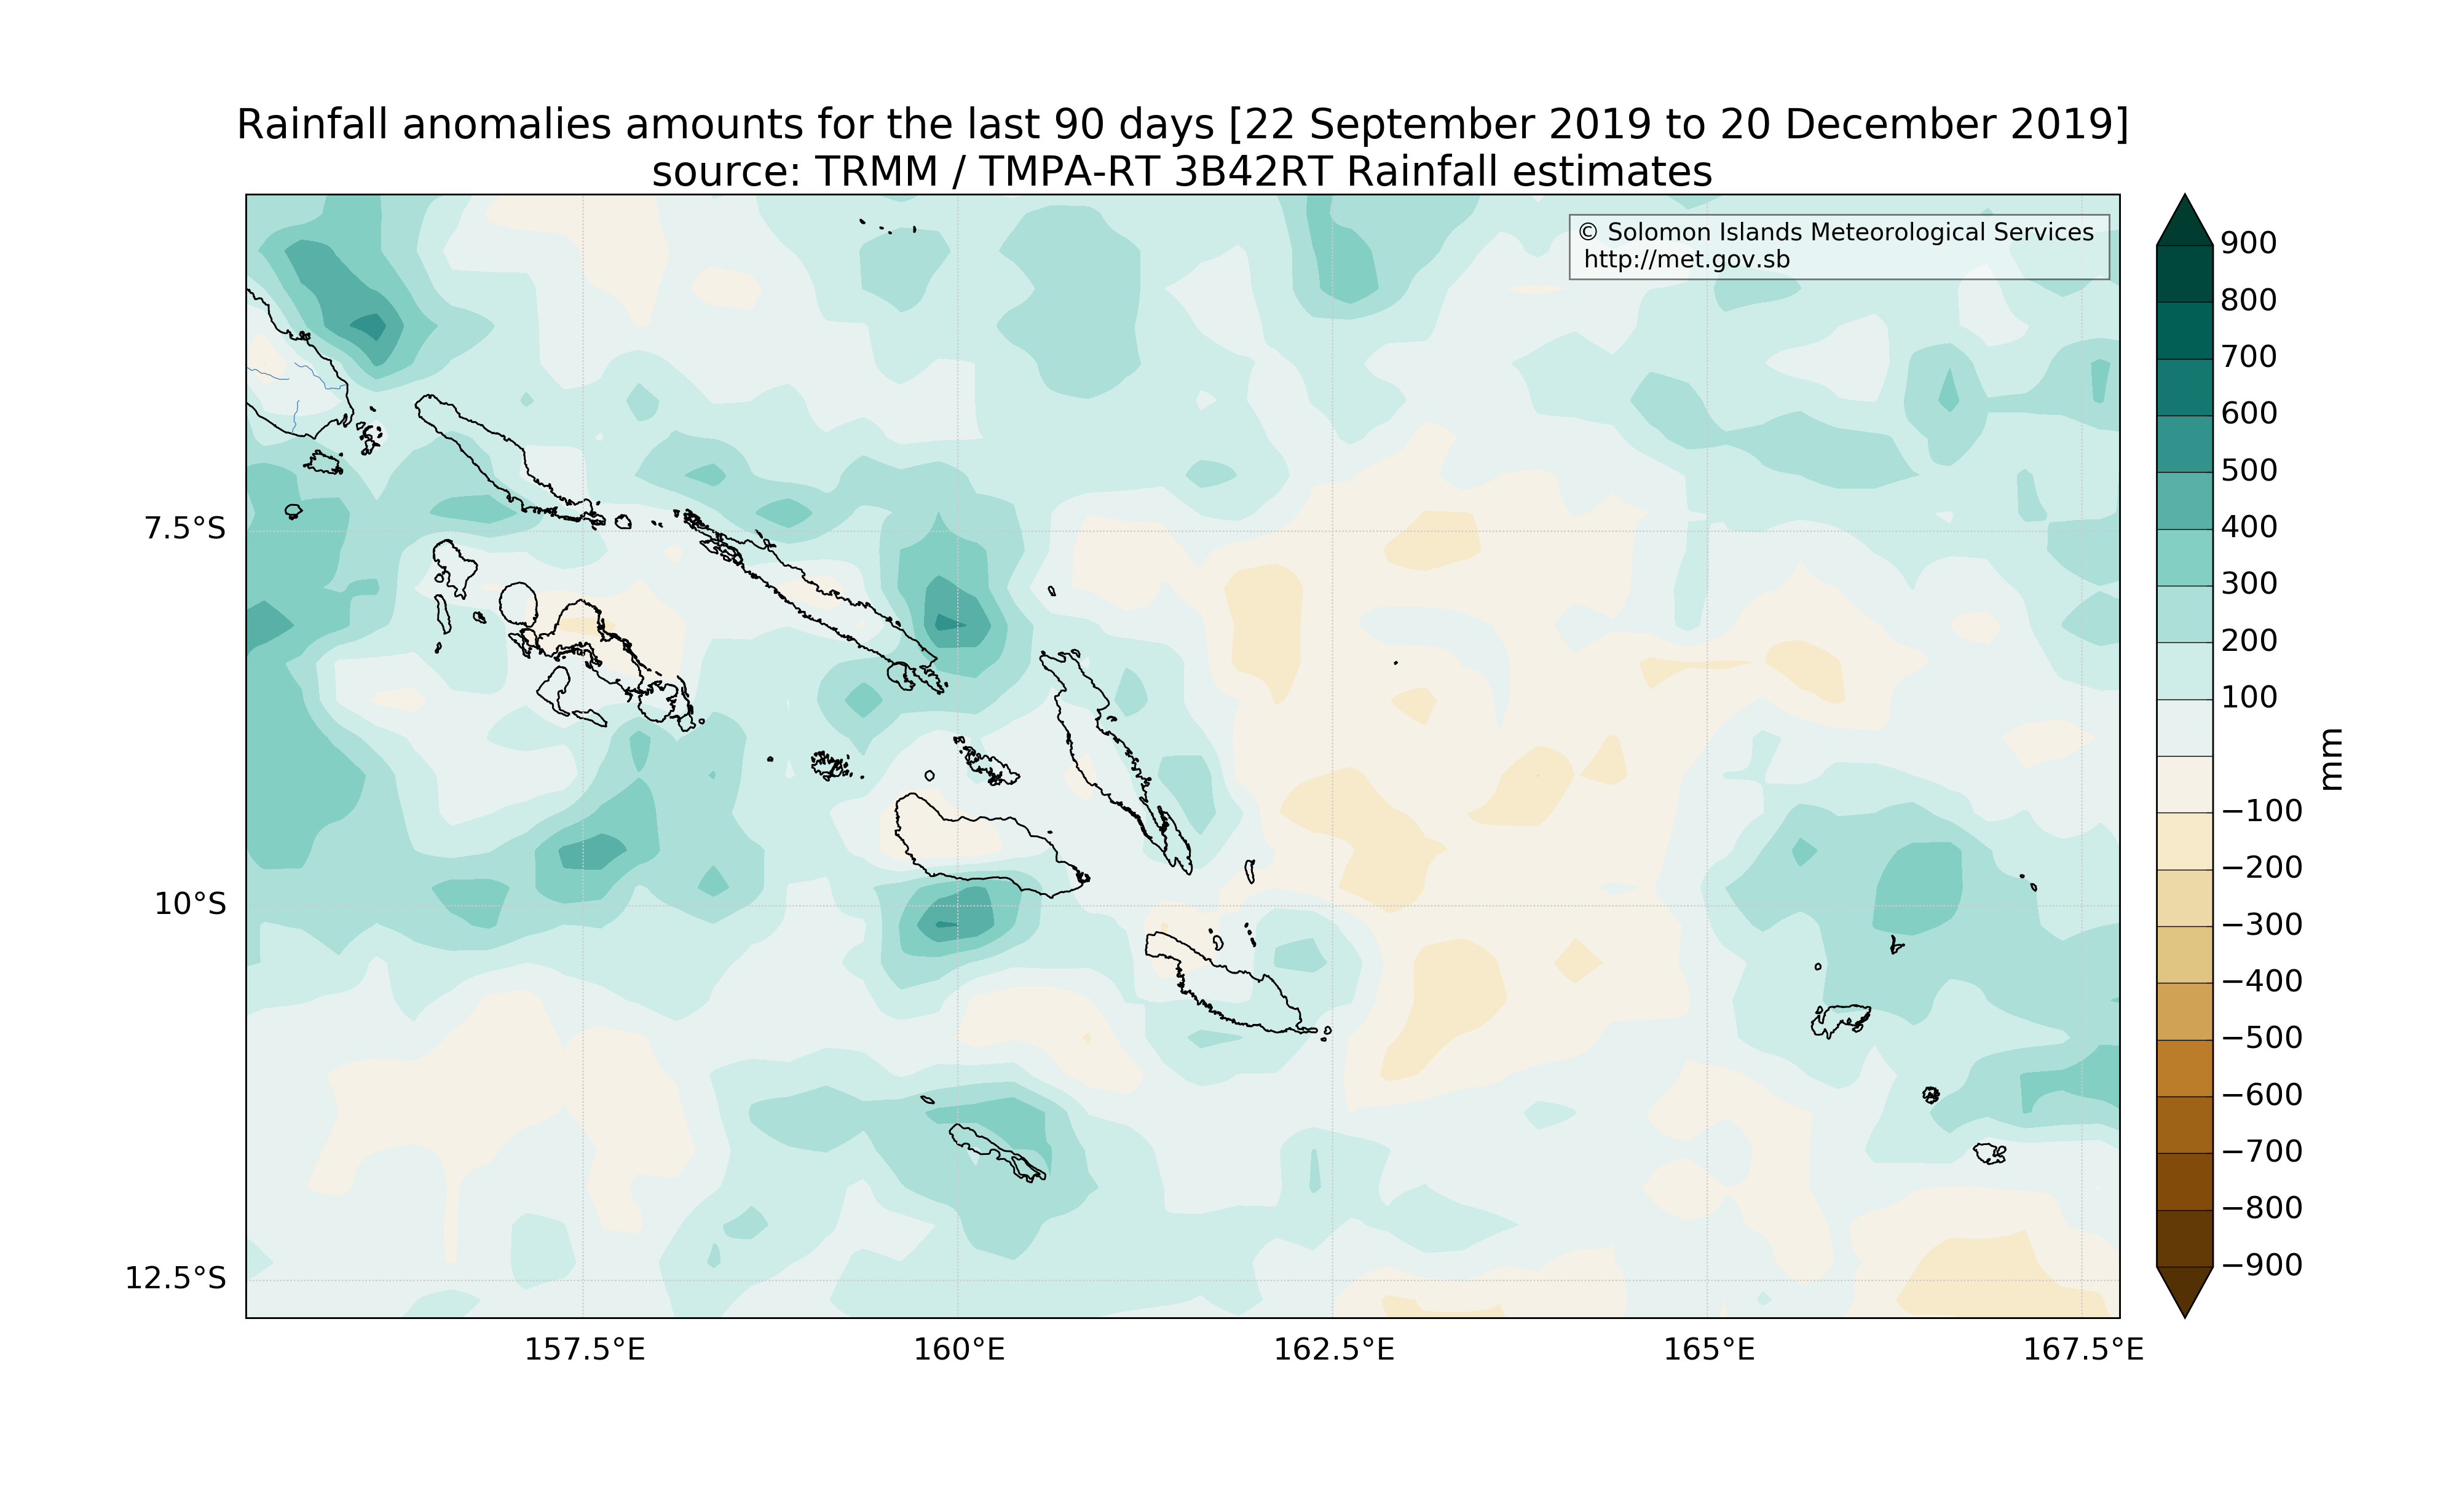 Rainfall anomalies amounts for the last 90 days [22 September 2019 to 20 December 2019]
source: TRMM / TMPA-RT 3B42RT Rainfall estimates
© Solomon Islands Meteorological Services
http://met.gov.sb
7.5°S
10°S
12.5°S
157.5°E
160°E
162.5°E
165°E
167.5°E
900
800
700
600
500
400
300
200
100
−100
−200
−300
−400
−500
−600
−700
−800
−900
mm